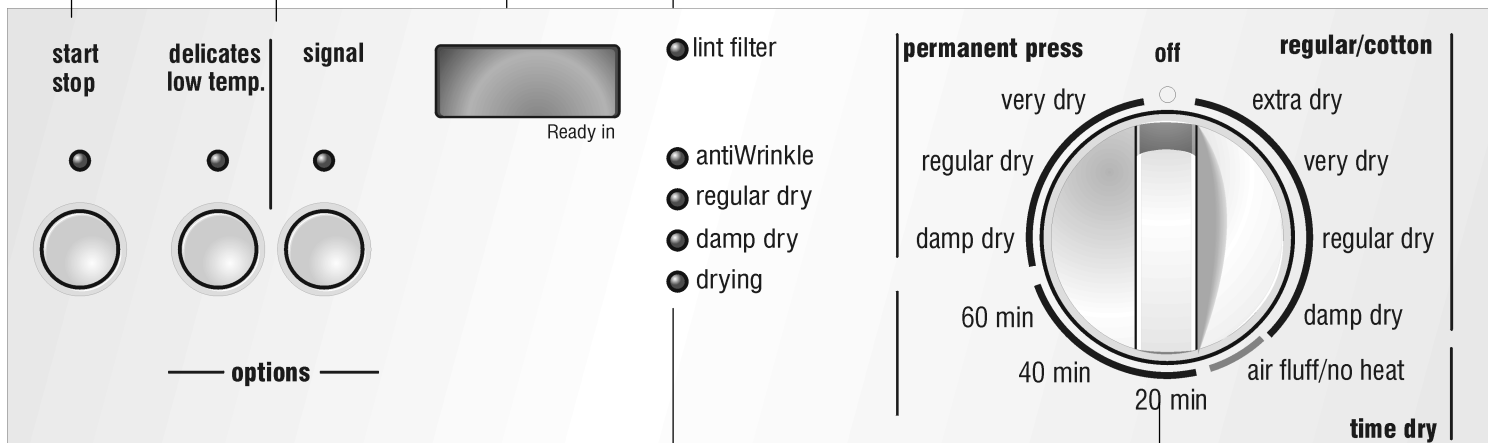 start
stop
delicates
low temp.
signal
options
Ready in
lint filter
antiWrinkle
regular dry
damp dry
drying
permanent press
off
regular/cotton
very dry
regular dry
damp dry
60 min
40 min
20 min
extra dry
very dry
regular dry
damp dry
air fluff/no heat
time dry